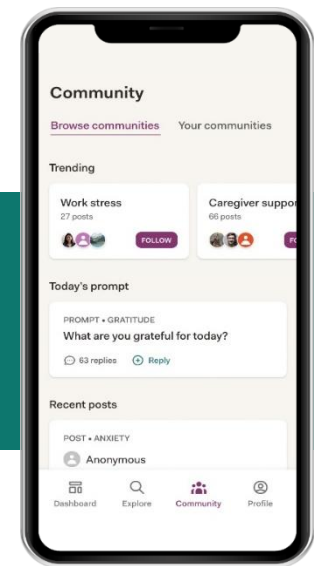 Community
Browse communities Your communities
Trending
Work stress
27 posts
FOLLOW
Caregiver suppor
66 posts
Today's prompt
PROMPT • GRATITUDE
What are you grateful for today?
63 replies Reply
Recent posts
POST • ANXIETY
Anonymous
Dashboard Explore Community Profile